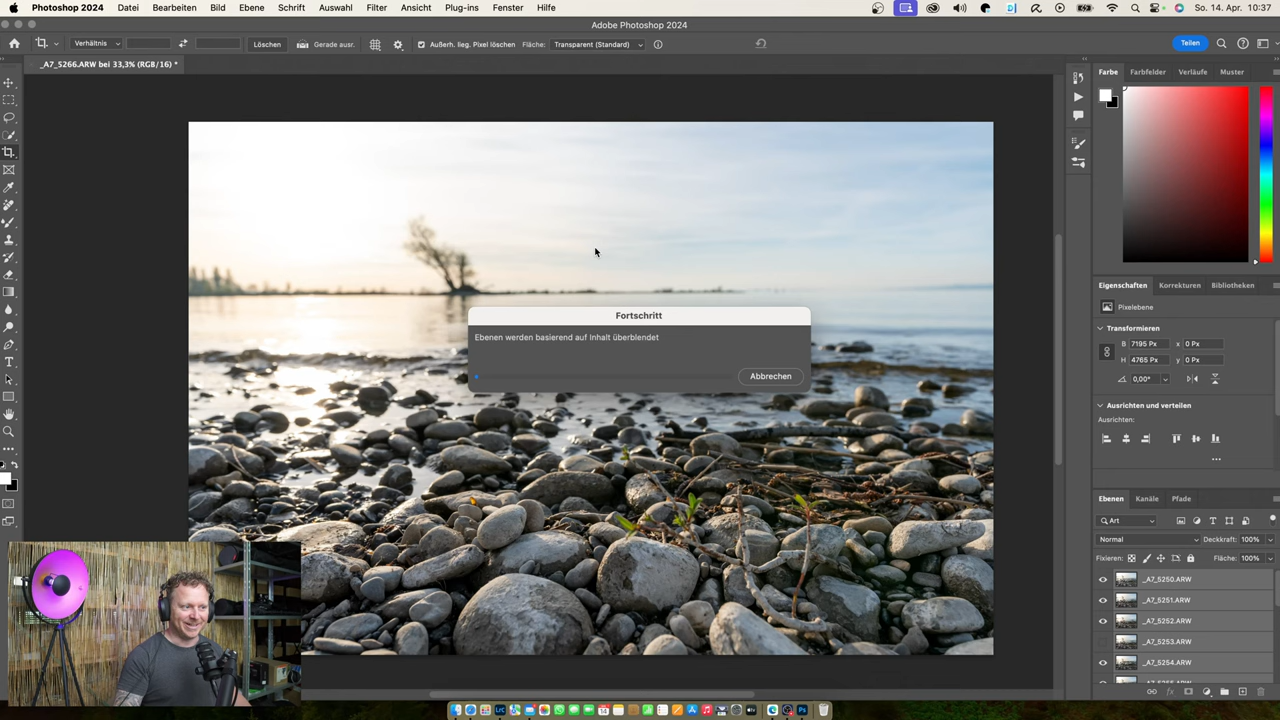 Photoshop 2024 Datei Bearbeiten Bild Ebene Schrift Auswahl Filter Ansicht Plug-ins Fenster Hilfe So. 14. Apr. 10:37
Adobe Photoshop 2024
Verhältnis Löschen Gerade ausr. Außerh. lieg. Pixel löschen Fläche: Transparent (Standard) Teilen
_A7_5266.ARW bei 33,3% (RGB/16) *
Farbe Farbfelder Verläufe Muster
Eigenschaften Korrekturen Bibliotheken
Pixelebene
Transformieren
B 7195 Px x 0 Px
H 4765 Px y 0 Px
0,00°
Ausrichten und verteilen
Ausrichten:
Fortschritt
Ebenen werden basierend auf Inhalt überblendet
Abbrechen
Ebenen Kanäle Pfade
Art
Normal Deckkraft: 100%
Fixieren: Fläche: 100%
_A7_5250.ARW
_A7_5251.ARW
_A7_5252.ARW
_A7_5253.ARW
_A7_5254.ARW